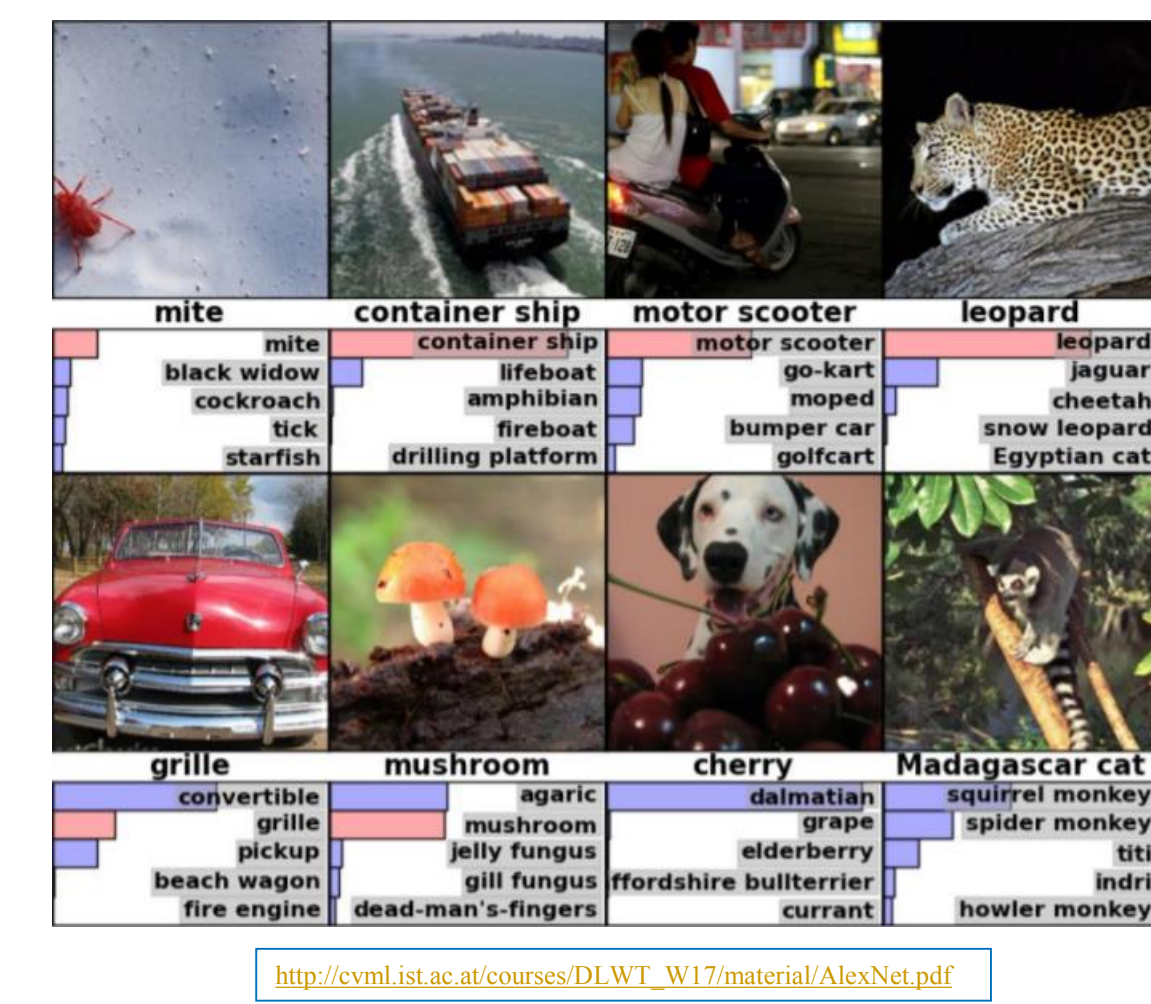 mite
container ship
motor scooter
leopard
mite
black widow
cockroach
tick
starfish
container ship
lifeboat
amphibian
fireboat
drilling platform
motor scooter
go-kart
moped
bumper car
golfcart
leopard
jaguar
cheetah
snow leopard
Egyptian cat
grille
mushroom
cherry
Madagascar cat
convertible
grille
pickup
beach wagon
fire engine
agaric
mushroom
jelly fungus
gill fungus
dead-man's-fingers
dalmatian
grape
elderberry
ffordshire bullterrier
currant
squirrel monkey
spider monkey
titi
indri
howler monkey
http://cvml.ist.ac.at/courses/DLWT_W17/material/AlexNet.pdf